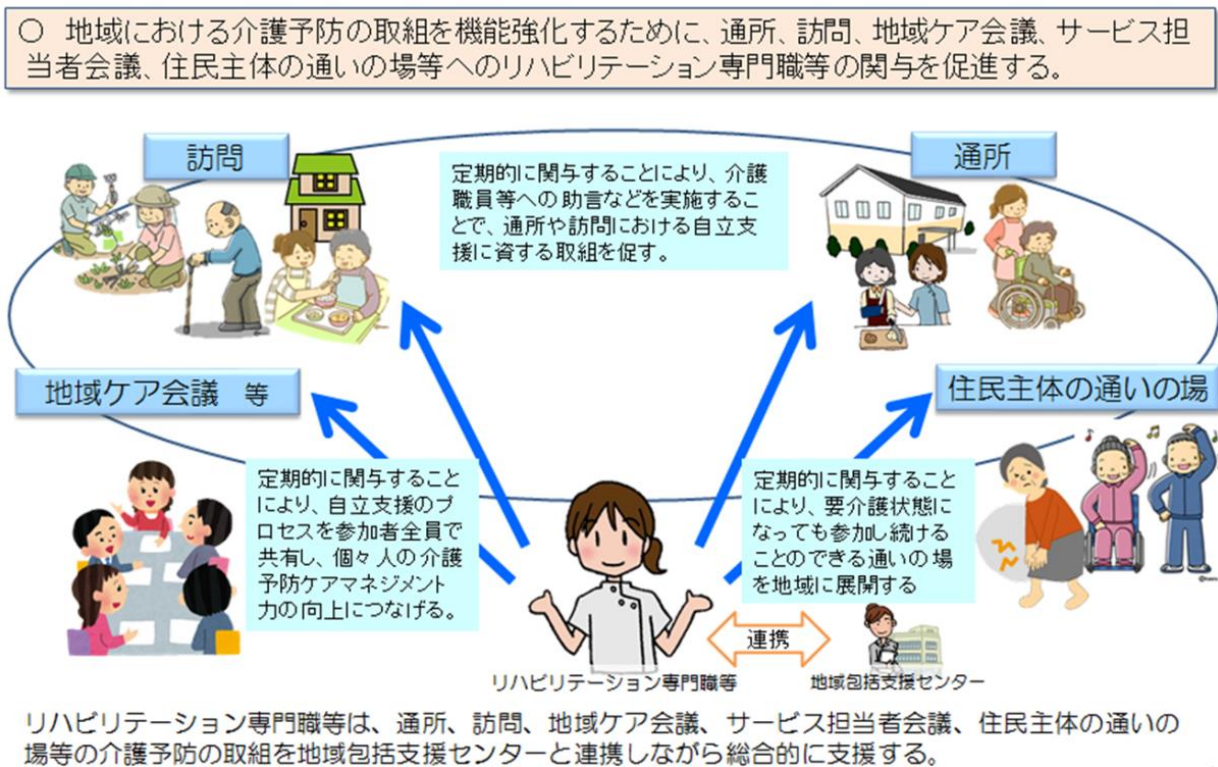 ○ 地域における介護予防の取組を機能強化するために、通所、訪問、地域ケア会議、サービス担
当者会議、住民主体の通いの場等へのリハビリテーション専門職等の関与を促進する。
訪問
通所
定期的に関与することにより、介護
職員等への助言などを実施するこ
とで、通所や訪問における自立支
援に資する取組を促す。
地域ケア会議 等
住民主体の通いの場
定期的に関与すること
により、自立支援のプ
ロセスを参加者全員で
共有し、個々人の介護
予防ケアマネジメント
力の向上につなげる。
定期的に関与すること
により、要介護状態に
なっても参加し続ける
ことのできる通いの場
を地域に展開する
連携
リハビリテーション専門職等
地域包括支援センター
リハビリテーション専門職等は、通所、訪問、地域ケア会議、サービス担当者会議、住民主体の通いの
場等の介護予防の取組を地域包括支援センターと連携しながら総合的に支援する。